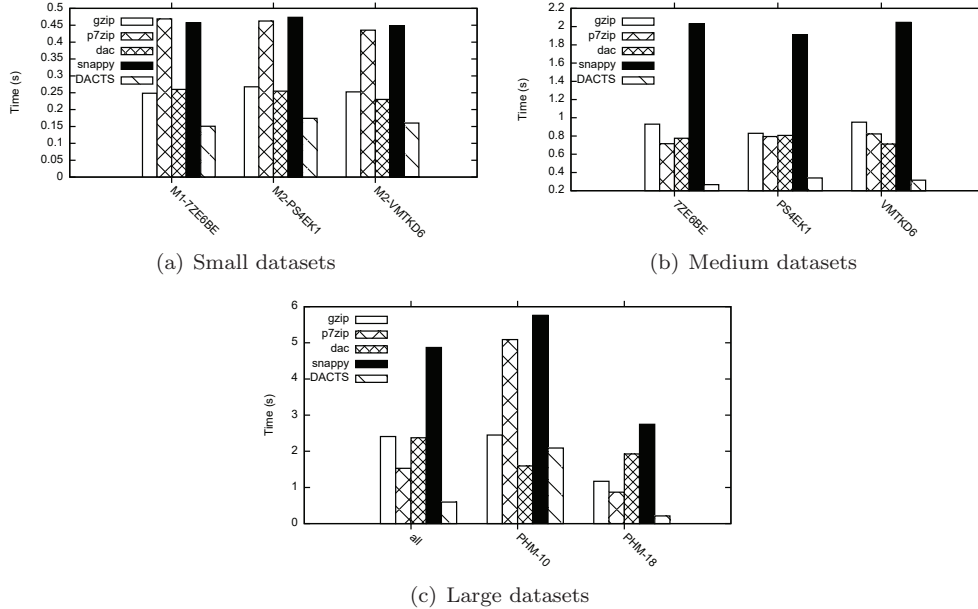 0.5
0.45
0.4
0.35
0.3
0.25
0.2
0.15
0.1
0.05
0
Time (s)
gzip
p7zip
dac
snappy
DACTS
M1-7ZE6BE
M2-PS4EK1
M2-VMTKD6
(a) Small datasets
2.2
2
1.8
1.6
1.4
1.2
1
0.8
0.6
0.4
0.2
Time (s)
gzip
p7zip
dac
snappy
DACTS
7ZE6BE
PS4EK1
VMTKD6
(b) Medium datasets
6
5
4
3
2
1
0
Time (s)
gzip
p7zip
dac
snappy
DACTS
all
PHM-10
PHM-18
(c) Large datasets